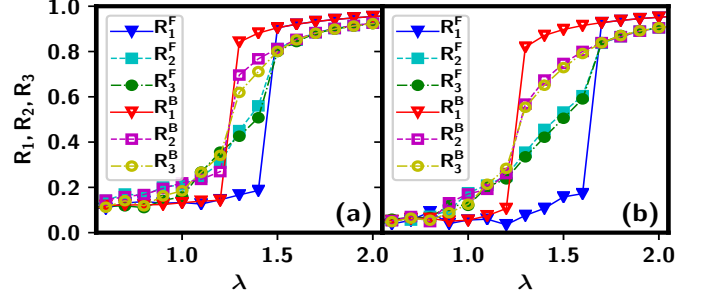 R₁, R₂, R₃
1.0
0.8
0.6
0.4
0.2
0.0
R₁ᶠ
R₂ᶠ
R₃ᶠ
R₁ᴮ
R₂ᴮ
R₃ᴮ
(a)
1.0 1.5 2.0
λ
R₁ᶠ
R₂ᶠ
R₃ᶠ
R₁ᴮ
R₂ᴮ
R₃ᴮ
(b)
1.0 1.5 2.0
λ